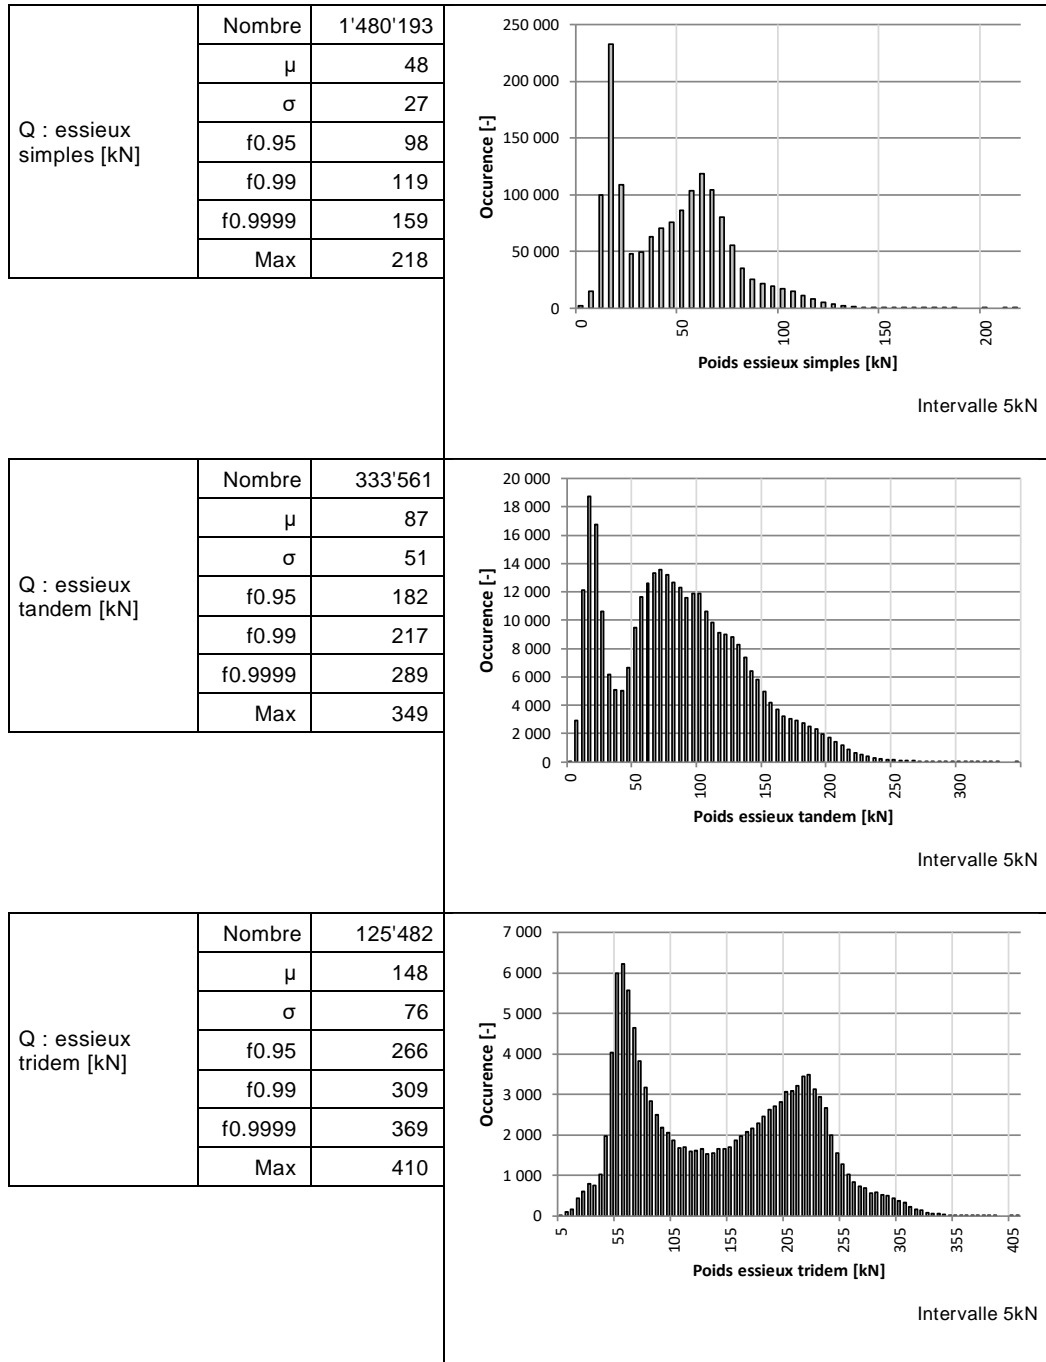 Q : essieux simples [kN]
Nombre 1'480'193
µ 48
σ 27
f0.95 98
f0.99 119
f0.9999 159
Max 218
Occurence [-]
250 000
200 000
150 000
100 000
50 000
0
0 50 100 150 200
Poids essieux simples [kN]
Intervalle 5kN
Q : essieux tandem [kN]
Nombre 333'561
µ 87
σ 51
f0.95 182
f0.99 217
f0.9999 289
Max 349
Occurence [-]
20 000
18 000
16 000
14 000
12 000
10 000
8 000
6 000
4 000
2 000
0
0 50 100 150 200 250 300
Poids essieux tandem [kN]
Intervalle 5kN
Q : essieux tridem [kN]
Nombre 125'482
µ 148
σ 76
f0.95 266
f0.99 309
f0.9999 369
Max 410
Occurence [-]
7 000
6 000
5 000
4 000
3 000
2 000
1 000
0
5 55 105 155 205 255 305 355 405
Poids essieux tridem [kN]
Intervalle 5kN